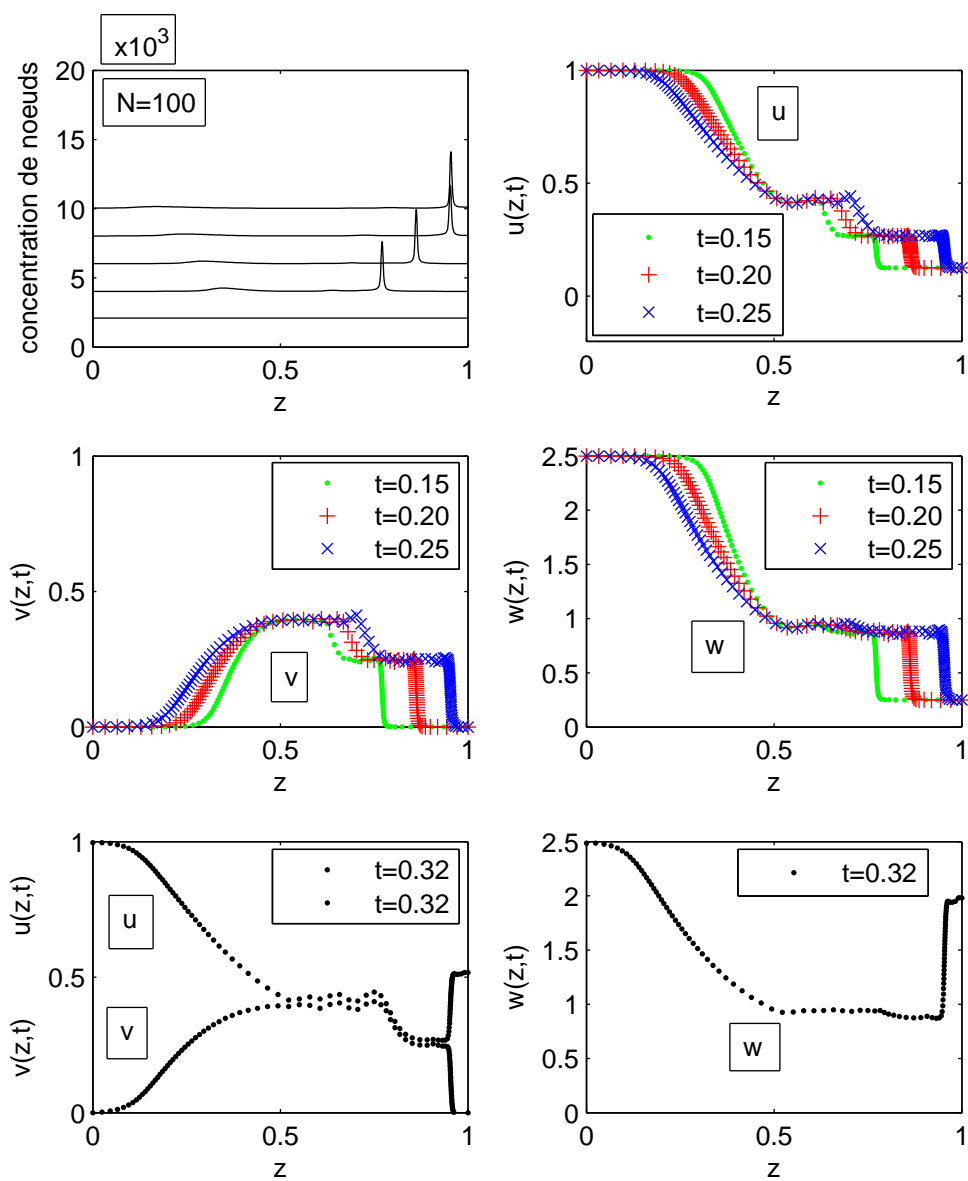 x10³
N=100
concentration de noeuds
20
15
10
5
0
0
0.5
1
z
u
u(z,t)
1
0.5
0
t=0.15
t=0.20
t=0.25
0
0.5
1
z
v(z,t)
1
0.5
0
t=0.15
t=0.20
t=0.25
v
0
0.5
1
z
w(z,t)
2.5
2
1.5
1
0.5
0
t=0.15
t=0.20
t=0.25
w
0
0.5
1
z
v(z,t) u(z,t)
1
0.5
0
t=0.32
t=0.32
u
v
0
0.5
1
z
w(z,t)
2.5
2
1.5
1
0.5
0
t=0.32
w
0
0.5
1
z